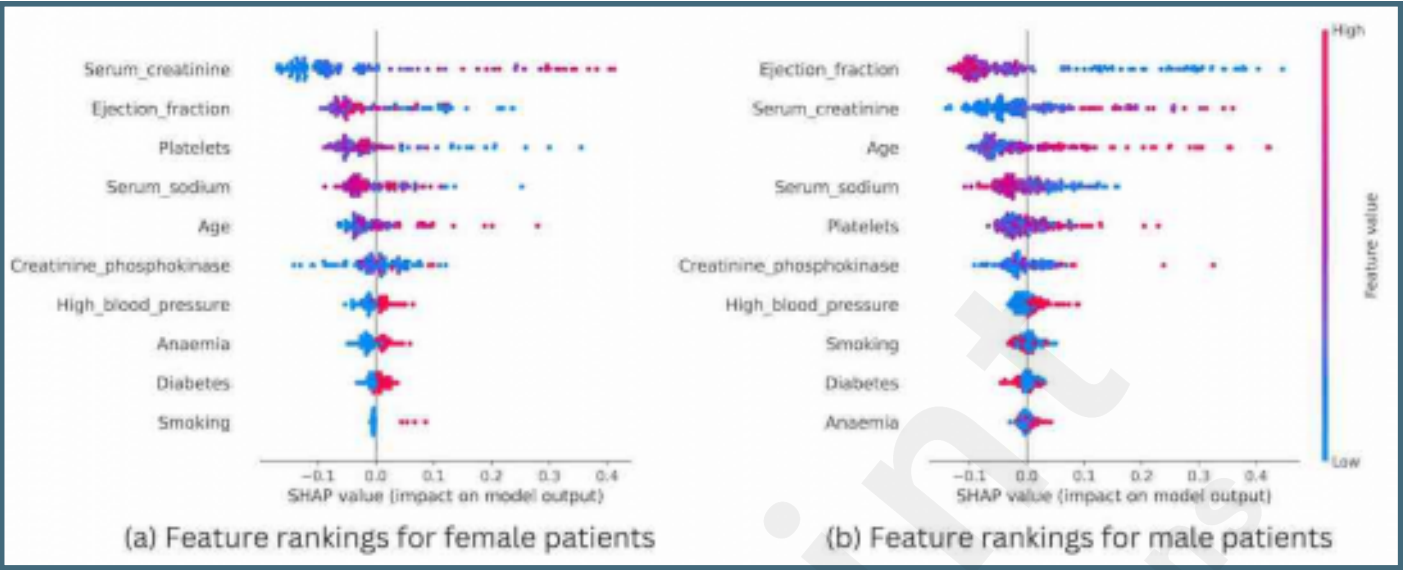 Serum_creatinine
Ejection_fraction
Platelets
Serum_sodium
Age
Creatinine_phosphokinase
High_blood_pressure
Anaemia
Diabetes
Smoking
−0.1 0.0 0.1 0.2 0.3 0.4
SHAP value (impact on model output)
(a) Feature rankings for female patients
Ejection_fraction
Serum_creatinine
Age
Serum_sodium
Platelets
Creatinine_phosphokinase
High_blood_pressure
Smoking
Diabetes
Anaemia
−0.1 0.0 0.1 0.2 0.3 0.4
SHAP value (impact on model output)
(b) Feature rankings for male patients
High
Feature value
Low